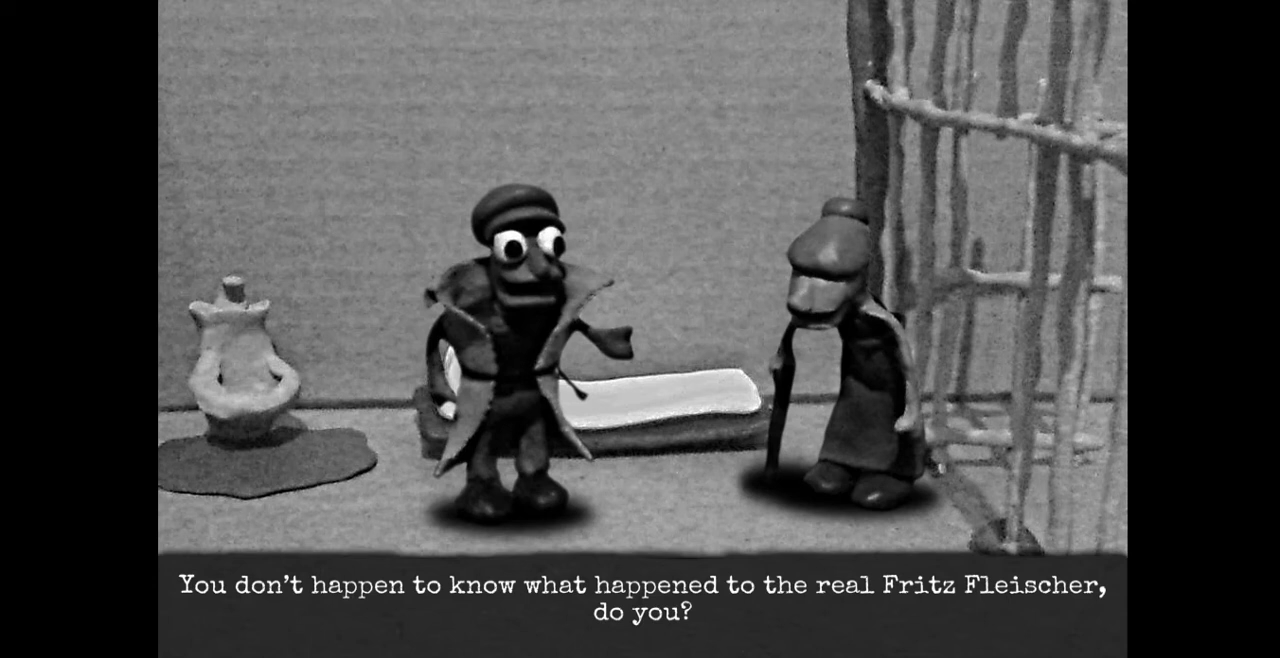 You don't happen to know what happened to the real Fritz Fleischer,
do you?